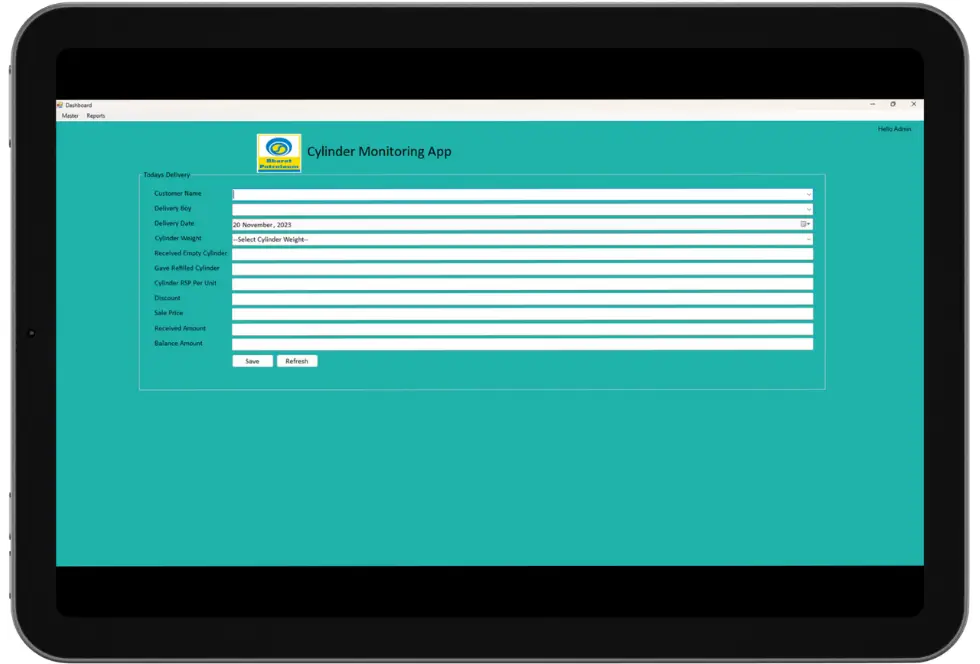 Dashboard
Master Reports
Hello Admin
Bharat
Petroleum
Cylinder Monitoring App
Todays Delivery
Customer Name
Delivery Boy
Delivery Date 20 November, 2023
Cylinder Weight --Select Cylinder Weight--
Received Empty Cylinder
Gave Refilled Cylinder
Cylinder RSP Per Unit
Discount
Sale Price
Received Amount
Balance Amount
Save Refresh